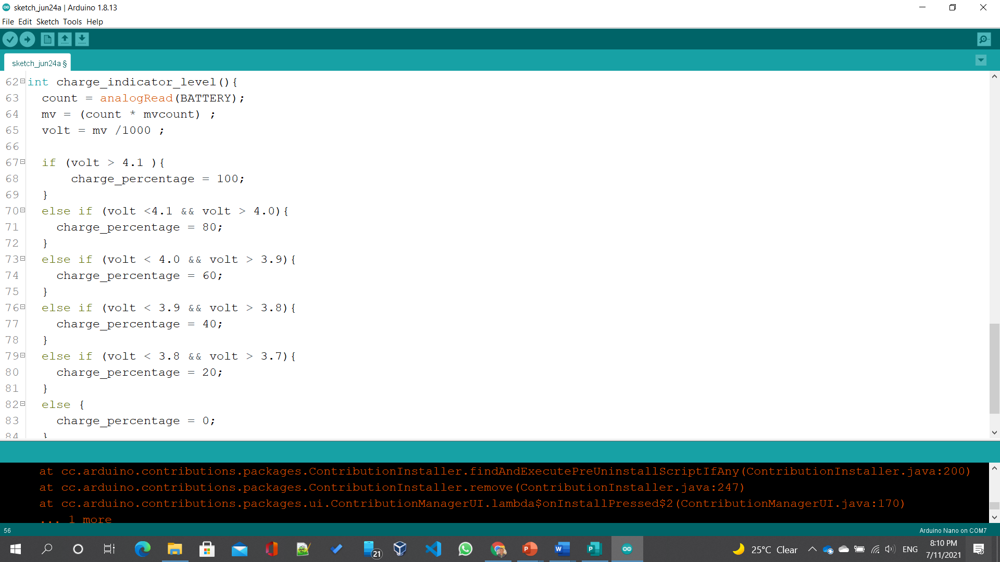 sketch_jun24a | Arduino 1.8.13
File Edit Sketch Tools Help
sketch_jun24a §
62 int charge_indicator_level(){
63 count = analogRead(BATTERY);
64 mv = (count * mvcount) ;
65 volt = mv /1000 ;
66
67 if (volt > 4.1 ){
68 charge_percentage = 100;
69 }
70 else if (volt <4.1 && volt > 4.0){
71 charge_percentage = 80;
72 }
73 else if (volt < 4.0 && volt > 3.9){
74 charge_percentage = 60;
75 }
76 else if (volt < 3.9 && volt > 3.8){
77 charge_percentage = 40;
78 }
79 else if (volt < 3.8 && volt > 3.7){
80 charge_percentage = 20;
81 }
82 else {
83 charge_percentage = 0;
84 }
at cc.arduino.contributions.packages.ContributionInstaller.findAndExecutePreUninstallScriptIfAny(ContributionInstaller.java:200)
at cc.arduino.contributions.packages.ContributionInstaller.remove(ContributionInstaller.java:247)
at cc.arduino.contributions.packages.ui.ContributionManagerUI.lambda$onInstallPressed$2(ContributionManagerUI.java:170)
... 1 more
56 Arduino Nano on COM7
21 25°C Clear ENG 8:10 PM
7/11/2021